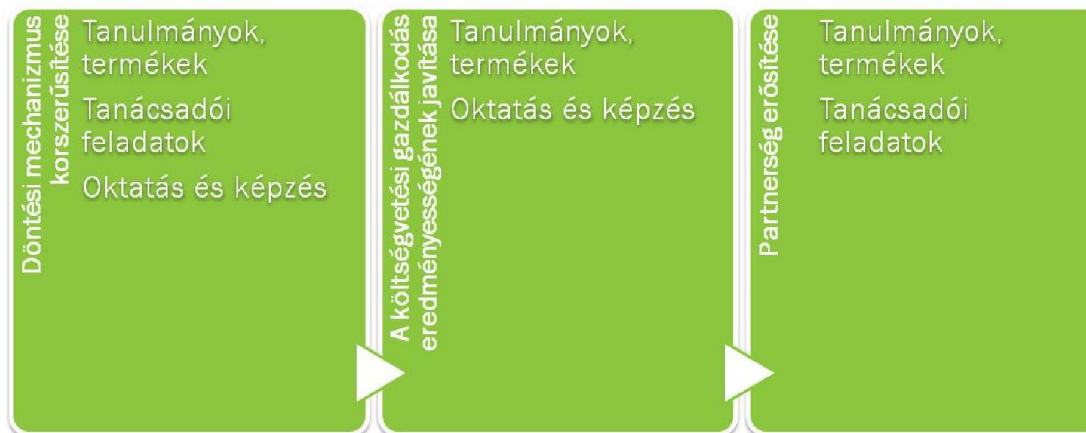 Döntési mechanizmus
korszerűsítése
Tanulmányok,
termékek
Tanácsadói
feladatok
Oktatás és képzés
A költségvetési gazdálkodás
eredményességének javítása
Tanulmányok,
termékek
Oktatás és képzés
Partnerség erősítése
Tanulmányok,
termékek
Tanácsadói
feladatok